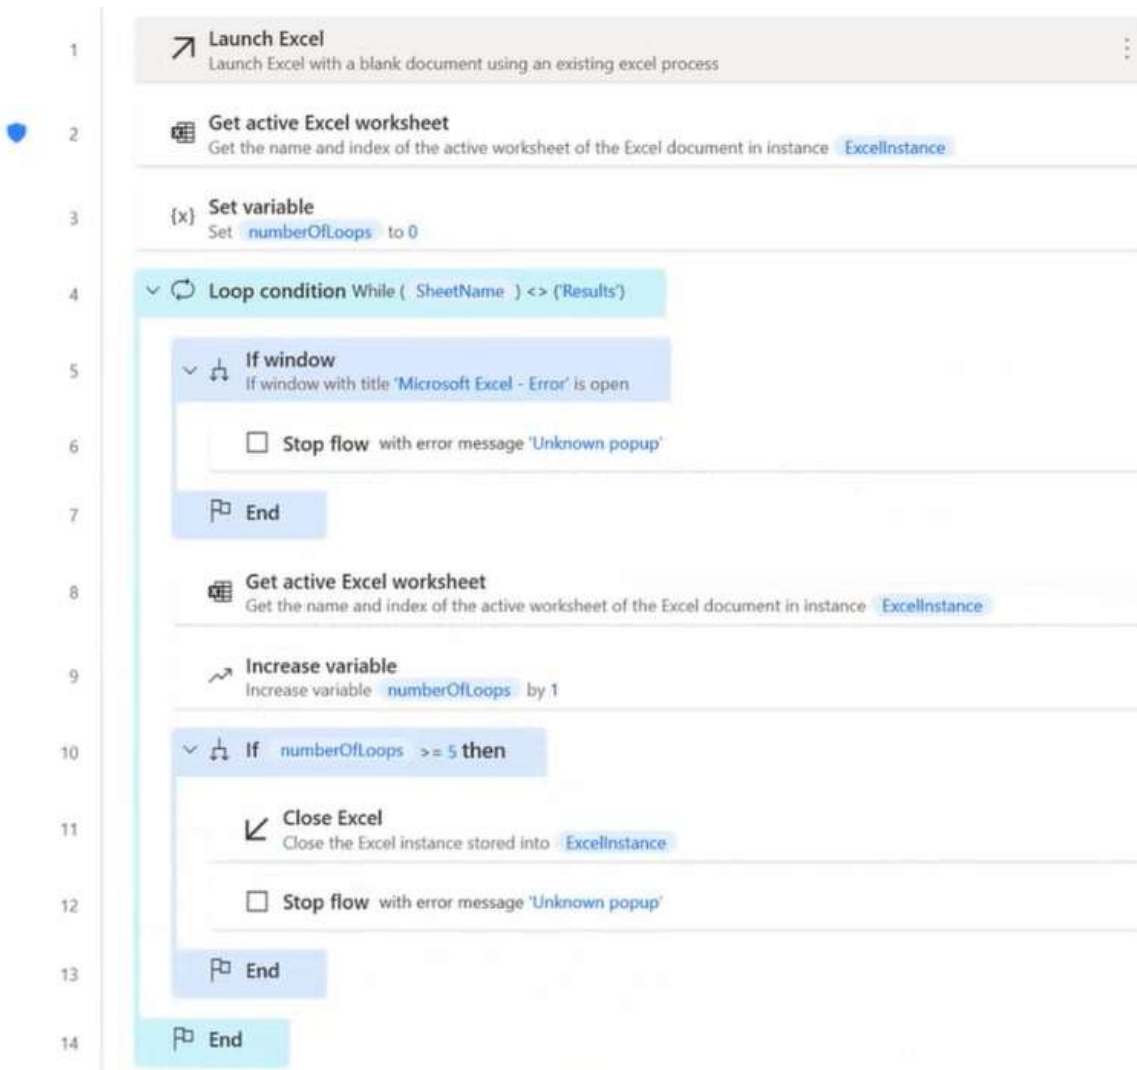 1
Launch Excel
Launch Excel with a blank document using an existing excel process
2
Get active Excel worksheet
Get the name and index of the active worksheet of the Excel document in instance ExcelInstance
3
{x} Set variable
Set numberOfLoops to 0
4
Loop condition While ( SheetName ) <> ('Results')
5
If window
If window with title 'Microsoft Excel - Error' is open
6
Stop flow with error message 'Unknown popup'
7
End
8
Get active Excel worksheet
Get the name and index of the active worksheet of the Excel document in instance ExcelInstance
9
Increase variable
Increase variable numberOfLoops by 1
10
If numberOfLoops >= 5 then
11
Close Excel
Close the Excel instance stored into ExcelInstance
12
Stop flow with error message 'Unknown popup'
13
End
14
End